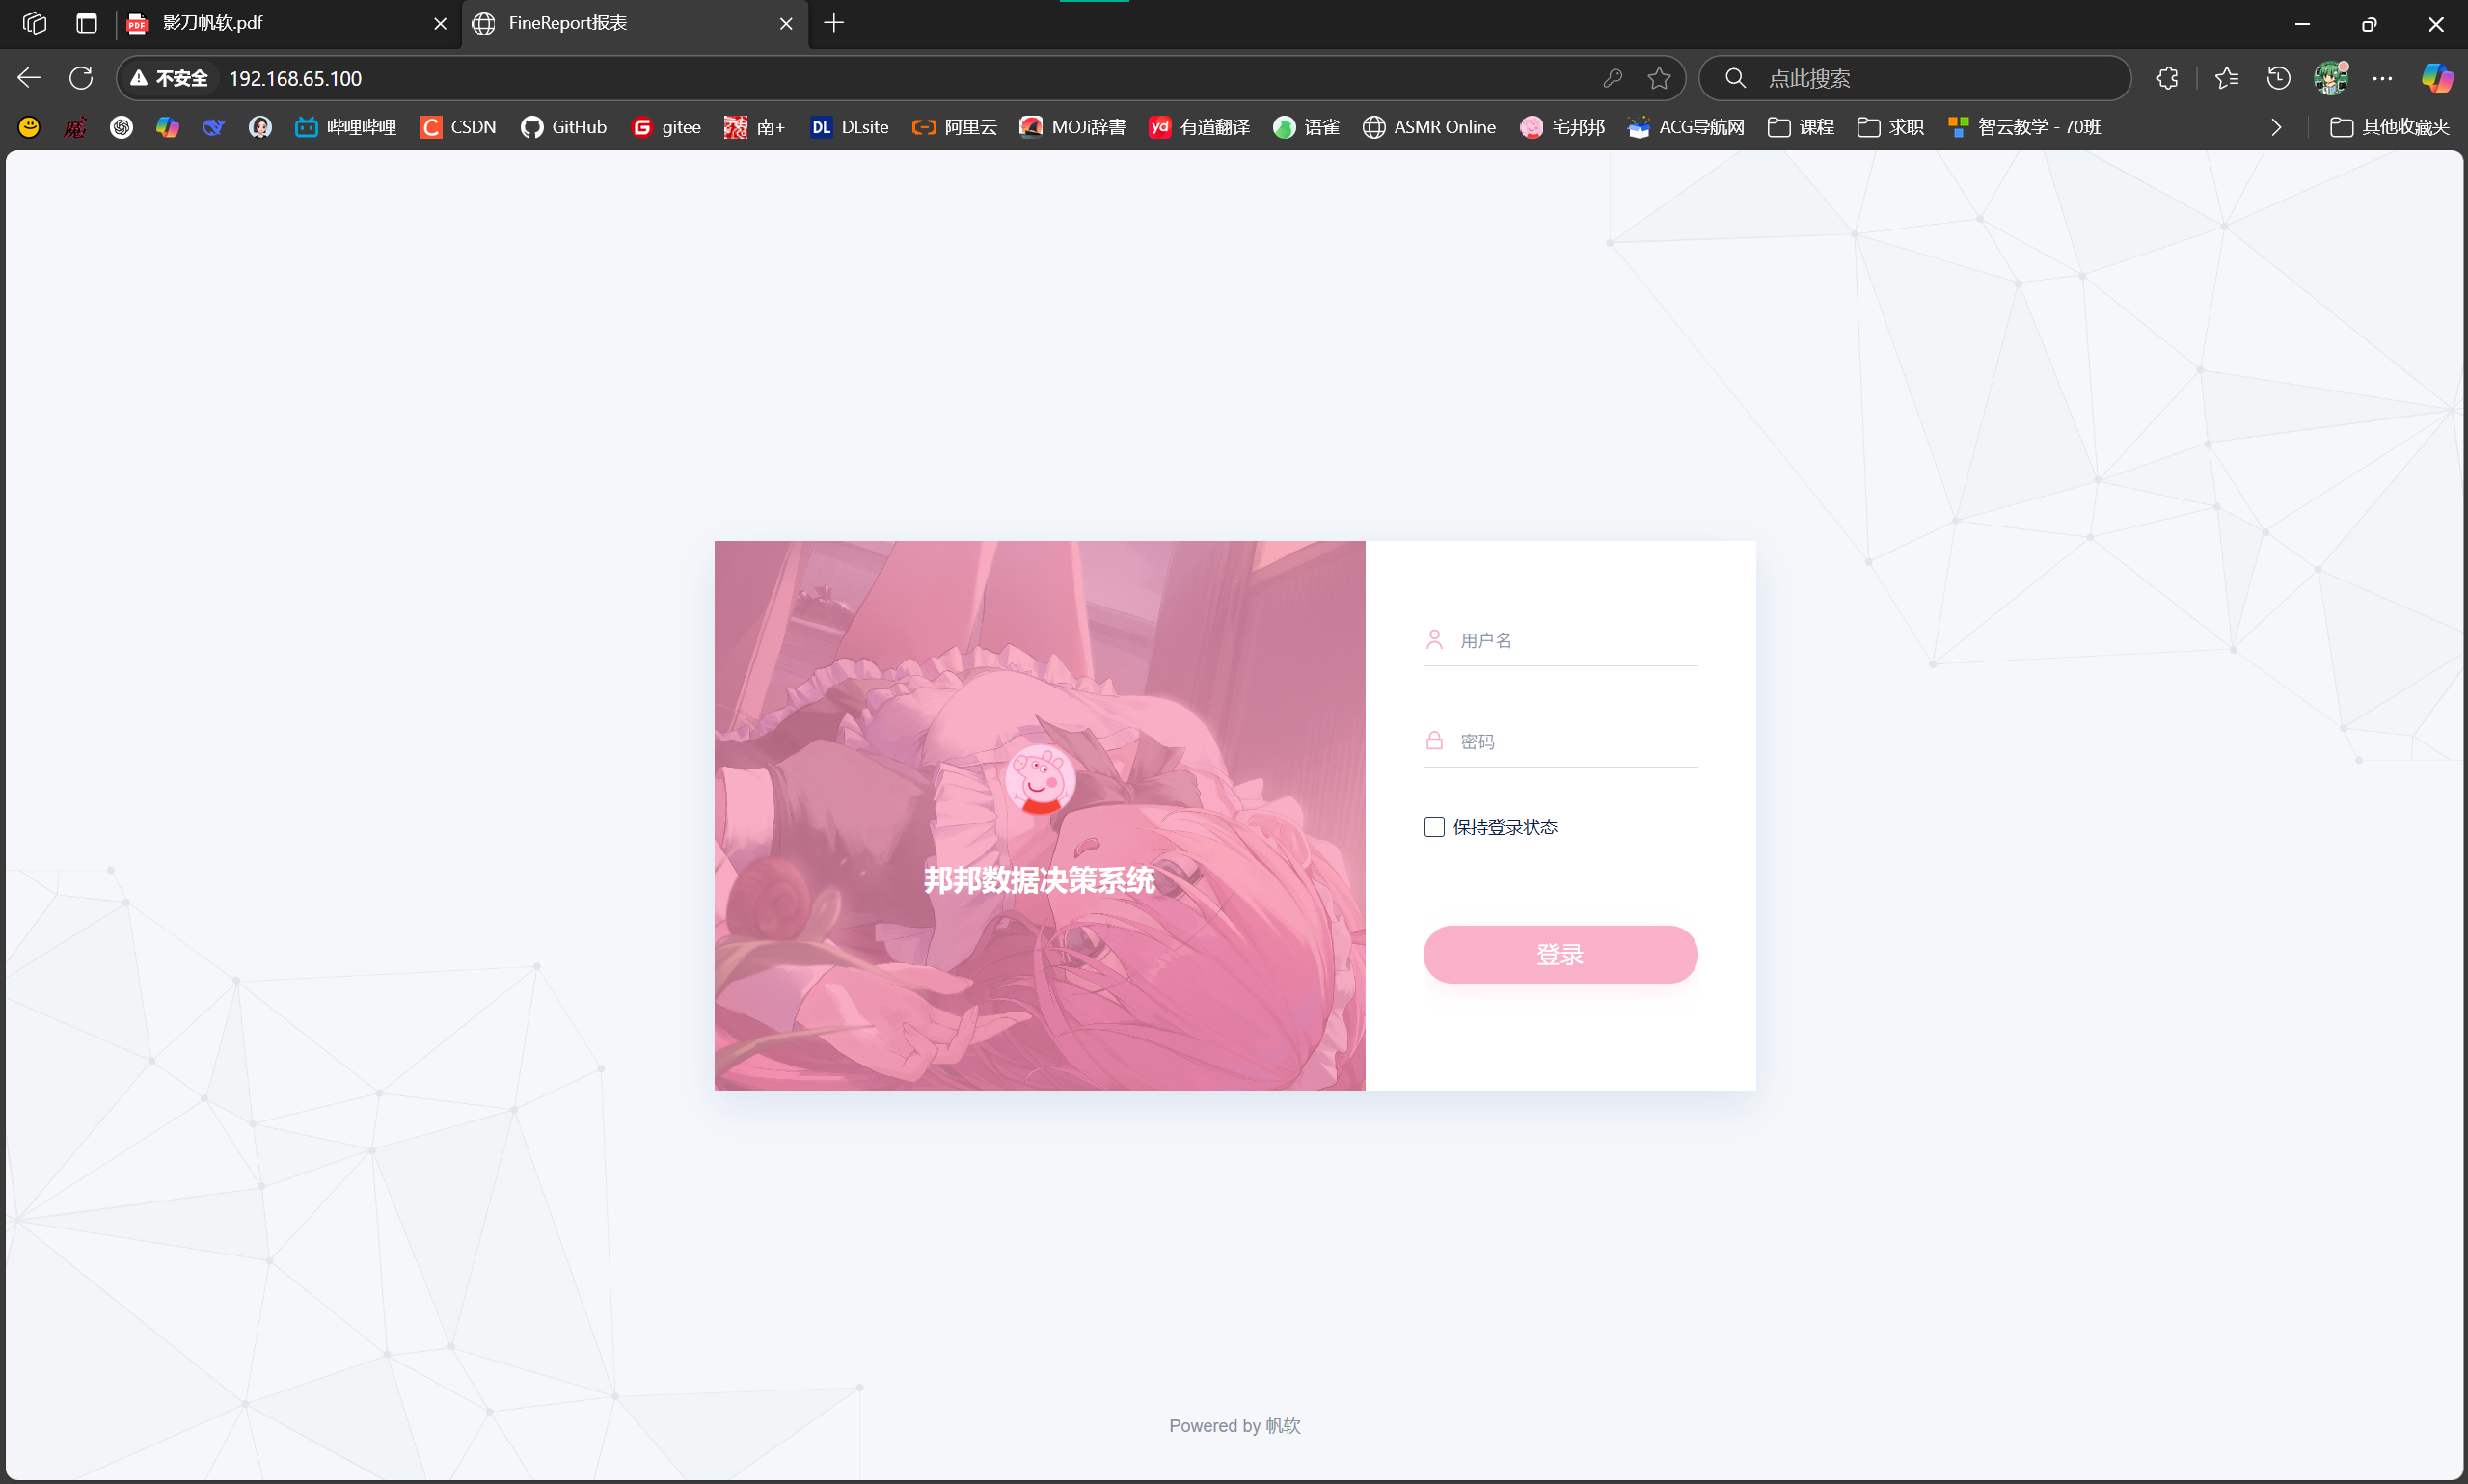 影刀帆软.pdf
FineReport报表
不安全 192.168.65.100
点此搜索
哔哩哔哩 CSDN GitHub gitee 南+ DLsite 阿里云 MOJi辞書 有道翻译 语雀 ASMR Online 宅邦邦 ACG导航网 课程 求职 智云教学 - 70班 其他收藏夹
用户名
密码
保持登录状态
邦邦数据决策系统
登录
Powered by 帆软